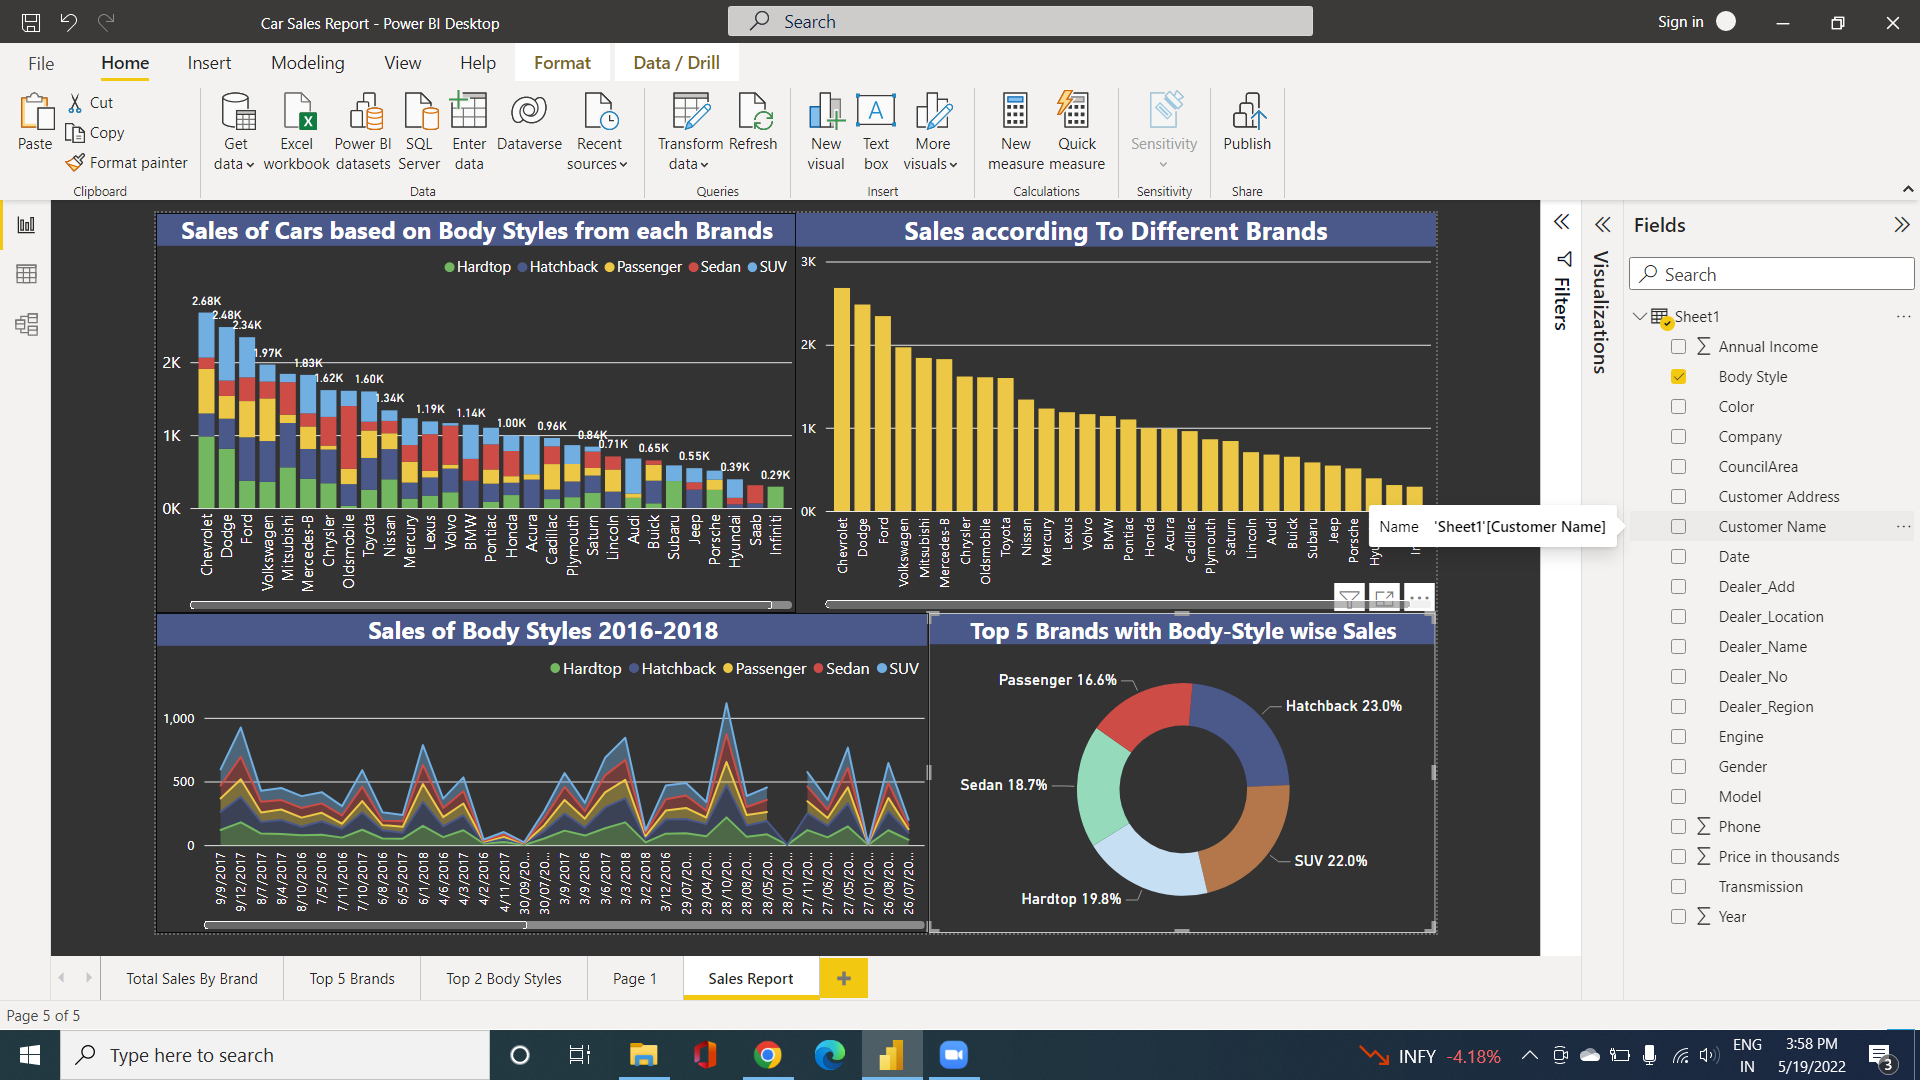 Car Sales Report - Power BI Desktop
Search
Sign in
File Home Insert Modeling View Help Format Data / Drill
Paste
Cut
Copy
Format painter
Clipboard
Get data
Excel workbook
Power BI datasets
SQL Server
Enter data
Dataverse
Recent sources
Data
Transform data
Refresh
Queries
New visual
Text box
More visuals
Insert
New measure
Quick measure
Calculations
Sensitivity
Sensitivity
Publish
Share
Sales of Cars based on Body Styles from each Brands
Hardtop Hatchback Passenger Sedan SUV
2.68K
2.48K
2.34K
1.97K
1.83K
1.62K
1.60K
1.34K
1.19K
1.14K
1.00K
0.96K
0.84K
0.71K
0.65K
0.55K
0.39K
0.29K
2K
1K
0K
Chevrolet
Dodge
Ford
Volkswagen
Mitsubishi
Mercedes-B
Chrysler
Oldsmobile
Toyota
Nissan
Mercury
Lexus
Volvo
BMW
Pontiac
Honda
Acura
Cadillac
Plymouth
Saturn
Lincoln
Audi
Buick
Subaru
Jeep
Porsche
Hyundai
Saab
Infiniti
Sales according To Different Brands
3K
2K
1K
0K
Chevrolet
Dodge
Ford
Volkswagen
Mitsubishi
Mercedes-B
Chrysler
Oldsmobile
Toyota
Nissan
Mercury
Lexus
Volvo
BMW
Pontiac
Honda
Acura
Cadillac
Plymouth
Saturn
Lincoln
Audi
Buick
Subaru
Jeep
Porsche
Name 'Sheet1'[Customer Name]
Sales of Body Styles 2016-2018
Hardtop Hatchback Passenger Sedan SUV
1,000
500
0
9/9/2017
9/12/2017
8/7/2017
8/4/2017
8/10/2016
7/5/2016
7/11/2016
7/10/2017
6/8/2016
6/5/2017
6/1/2018
4/6/2016
4/3/2017
4/2/2016
4/11/2017
30/09/20...
30/07/20...
3/9/2017
3/9/2016
3/6/2017
3/3/2018
3/2/2018
3/12/2016
29/07/20...
29/04/20...
28/10/20...
28/08/20...
28/05/20...
28/01/20...
27/11/20...
27/06/20...
27/05/20...
27/01/20...
26/08/20...
26/07/20...
Top 5 Brands with Body-Style wise Sales
Passenger 16.6%
Hatchback 23.0%
Sedan 18.7%
SUV 22.0%
Hardtop 19.8%
Filters
Visualizations
Fields
Search
Sheet1
Annual Income
Body Style
Color
Company
CouncilArea
Customer Address
Customer Name
Date
Dealer_Add
Dealer_Location
Dealer_Name
Dealer_No
Dealer_Region
Engine
Gender
Model
Phone
Price in thousands
Transmission
Year
Total Sales By Brand Top 5 Brands Top 2 Body Styles Page 1 Sales Report
Page 5 of 5
Type here to search
INFY -4.18%
ENG
IN
3:58 PM
5/19/2022
3